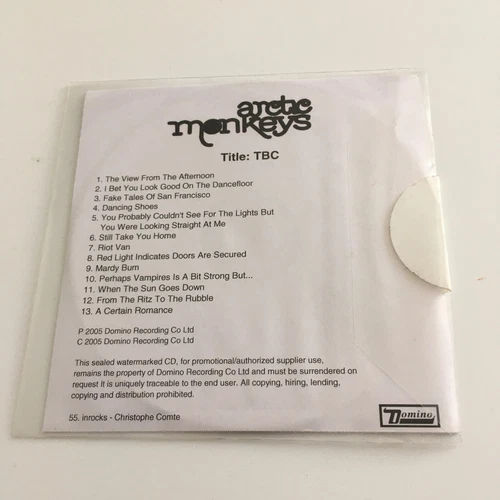 arctic
monkeys
Title: TBC
1. The View From The Afternoon
2. I Bet You Look Good On The Dancefloor
3. Fake Tales Of San Francisco
4. Dancing Shoes
5. You Probably Couldn't See For The Lights But
You Were Looking Straight At Me
6. Still Take You Home
7. Riot Van
8. Red Light Indicates Doors Are Secured
9. Mardy Bum
10. Perhaps Vampires Is A Bit Strong But...
11. When The Sun Goes Down
12. From The Ritz To The Rubble
13. A Certain Romance
P 2005 Domino Recording Co Ltd
C 2005 Domino Recording Co Ltd
This sealed watermarked CD, for promotional/authorized supplier use,
remains the property of Domino Recording Co Ltd and must be surrendered on
request It is uniquely traceable to the end user. All copying, hiring, lending,
copying and distribution prohibited.
55. inrocks - Christophe Comte
Domino